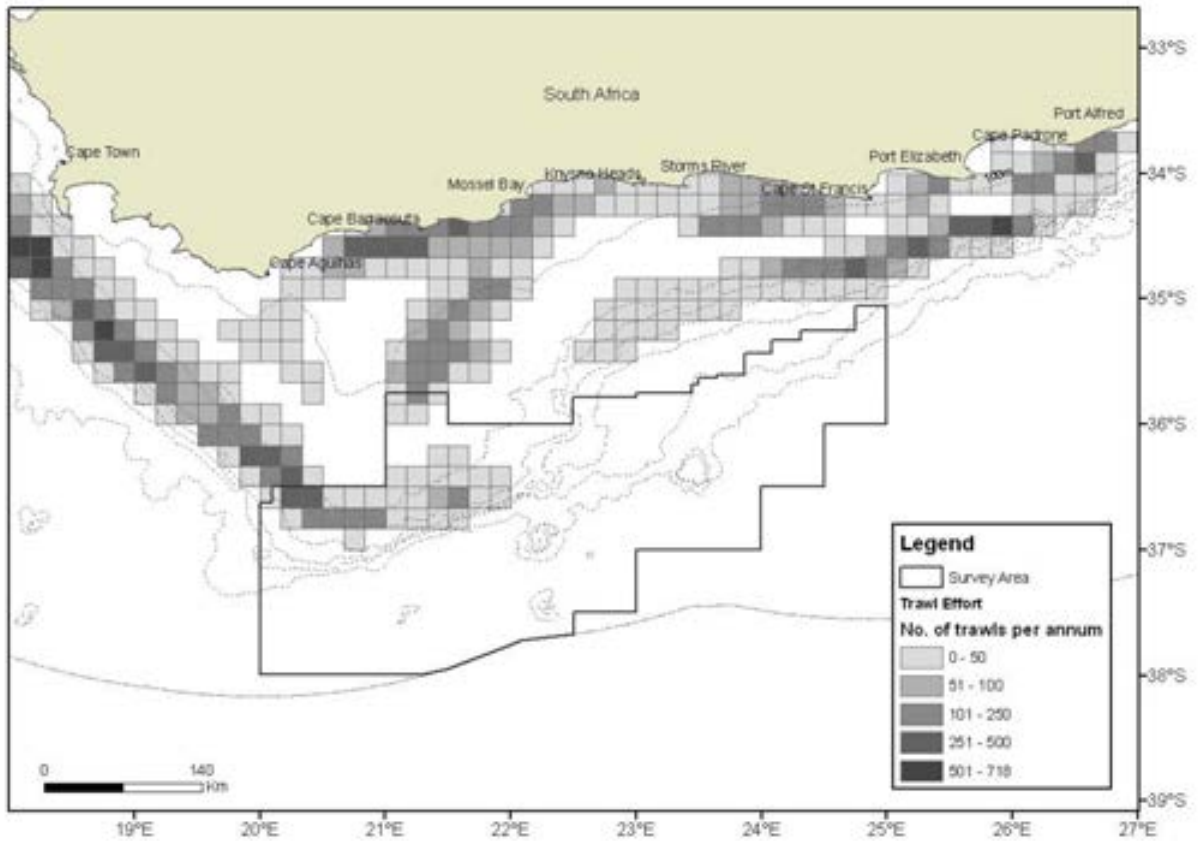 33°S
South Africa
Port Alfred
Cape Padrone
Cape Town
Port Elizabeth
Storms River
Knysna Heads
34°S
Mossel Bay
Cape St Francis
Cape Barracouta
Cape Agulhas
35°S
36°S
37°S
Legend
Survey Area
Trawl Effort
No. of trawls per annum
0 - 50
51 - 100
101 - 250
251 - 500
501 - 718
38°S
0 140
Km
39°S
19°E 20°E 21°E 22°E 23°E 24°E 25°E 26°E 27°E